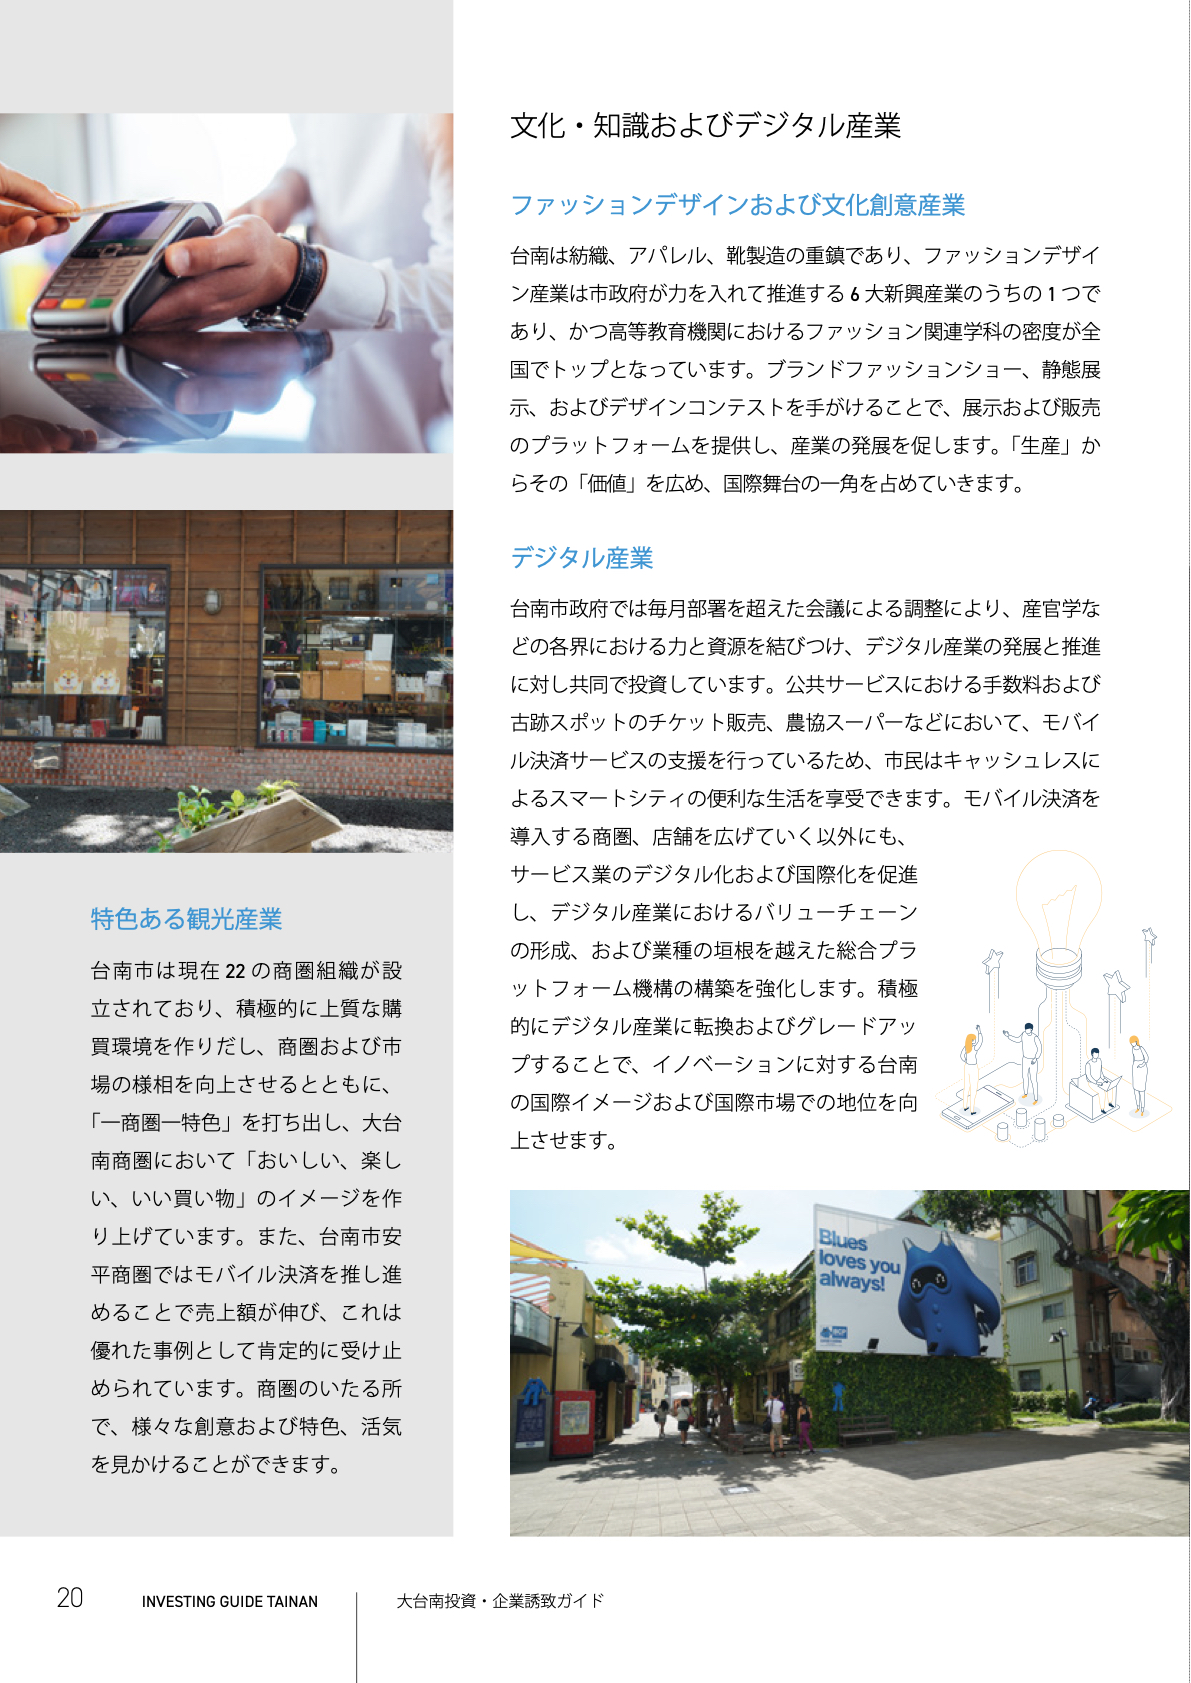 文化・知識およびデジタル産業
ファッションデザインおよび文化創意産業
台南は紡織、アパレル、靴製造の重鎮であり、ファッションデザイ
ン産業は市政府が力を入れて推進する 6 大新興産業のうちの 1 つで
あり、かつ高等教育機関におけるファッション関連学科の密度が全
国でトップとなっています。ブランドファッションショー、静態展
示、およびデザインコンテストを手がけることで、展示および販売
のプラットフォームを提供し、産業の発展を促します。「生産」か
らその「価値」を広め、国際舞台の一角を占めていきます。
デジタル産業
台南市政府では毎月部署を超えた会議による調整により、産官学な
どの各界における力と資源を結びつけ、デジタル産業の発展と推進
に対し共同で投資しています。公共サービスにおける手数料および
古跡スポットのチケット販売、農協スーパーなどにおいて、モバイ
ル決済サービスの支援を行っているため、市民はキャッシュレスに
よるスマートシティの便利な生活を享受できます。モバイル決済を
導入する商圏、店舗を広げていく以外にも、
サービス業のデジタル化および国際化を促進
し、デジタル産業におけるバリューチェーン
の形成、および業種の垣根を越えた総合プラ
ットフォーム機構の構築を強化します。積極
的にデジタル産業に転換およびグレードアッ
プすることで、イノベーションに対する台南
の国際イメージおよび国際市場での地位を向
上させます。
特色ある観光産業
台南市は現在 22 の商圏組織が設
立されており、積極的に上質な購
買環境を作りだし、商圏および市
場の様相を向上させるとともに、
「一商圏一特色」を打ち出し、大台
南商圏において「おいしい、楽し
い、いい買い物」のイメージを作
り上げています。また、台南市安
平商圏ではモバイル決済を推し進
めることで売上額が伸び、これは
優れた事例として肯定的に受け止
められています。商圏のいたる所
で、様々な創意および特色、活気
を見かけることができます。
Blues
loves you
always!
20
INVESTING GUIDE TAINAN
大台南投資・企業誘致ガイド